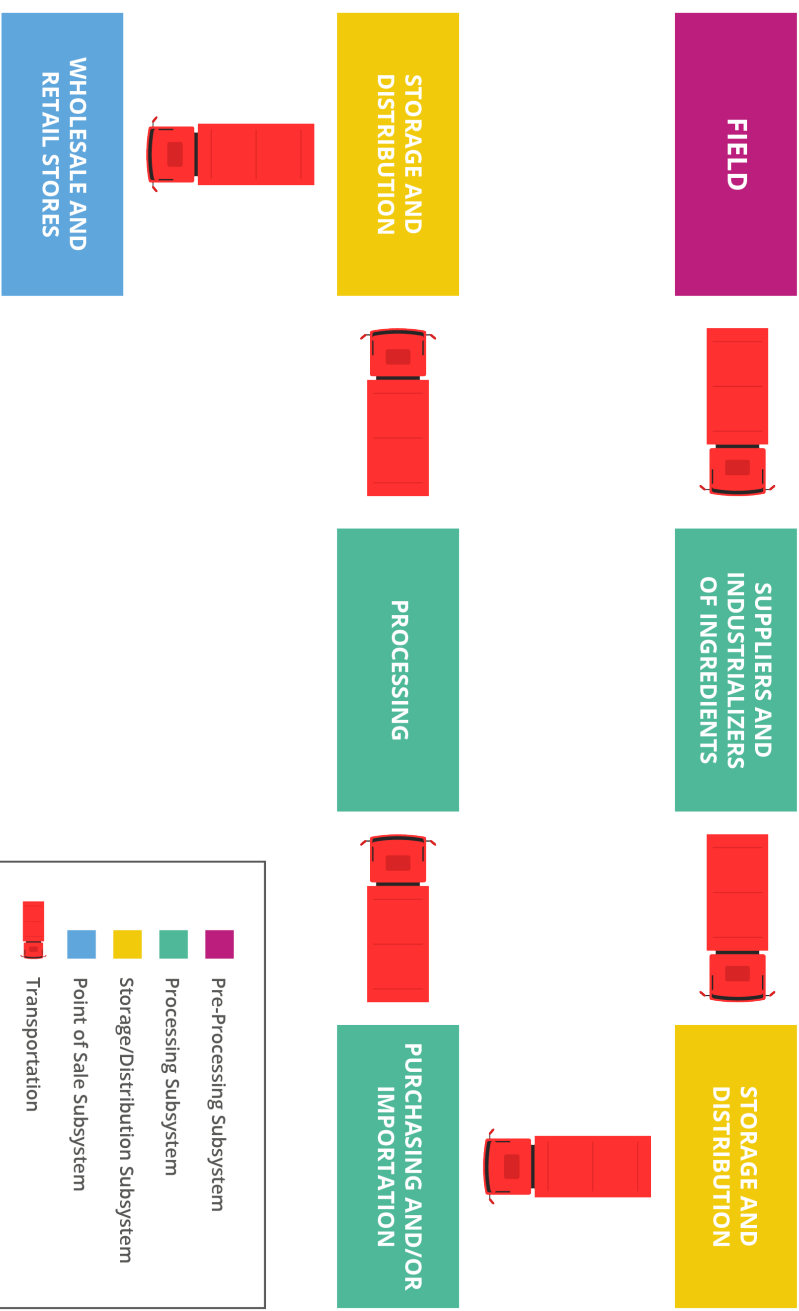 FIELD
SUPPLIERS AND
INDUSTRIALIZERS
OF INGREDIENTS
STORAGE AND
DISTRIBUTION
STORAGE AND
DISTRIBUTION
PROCESSING
PURCHASING AND/OR
IMPORTATION
WHOLESALE AND
RETAIL STORES
Pre-Processing Subsystem
Processing Subsystem
Storage/Distribution Subsystem
Point of Sale Subsystem
Transportation